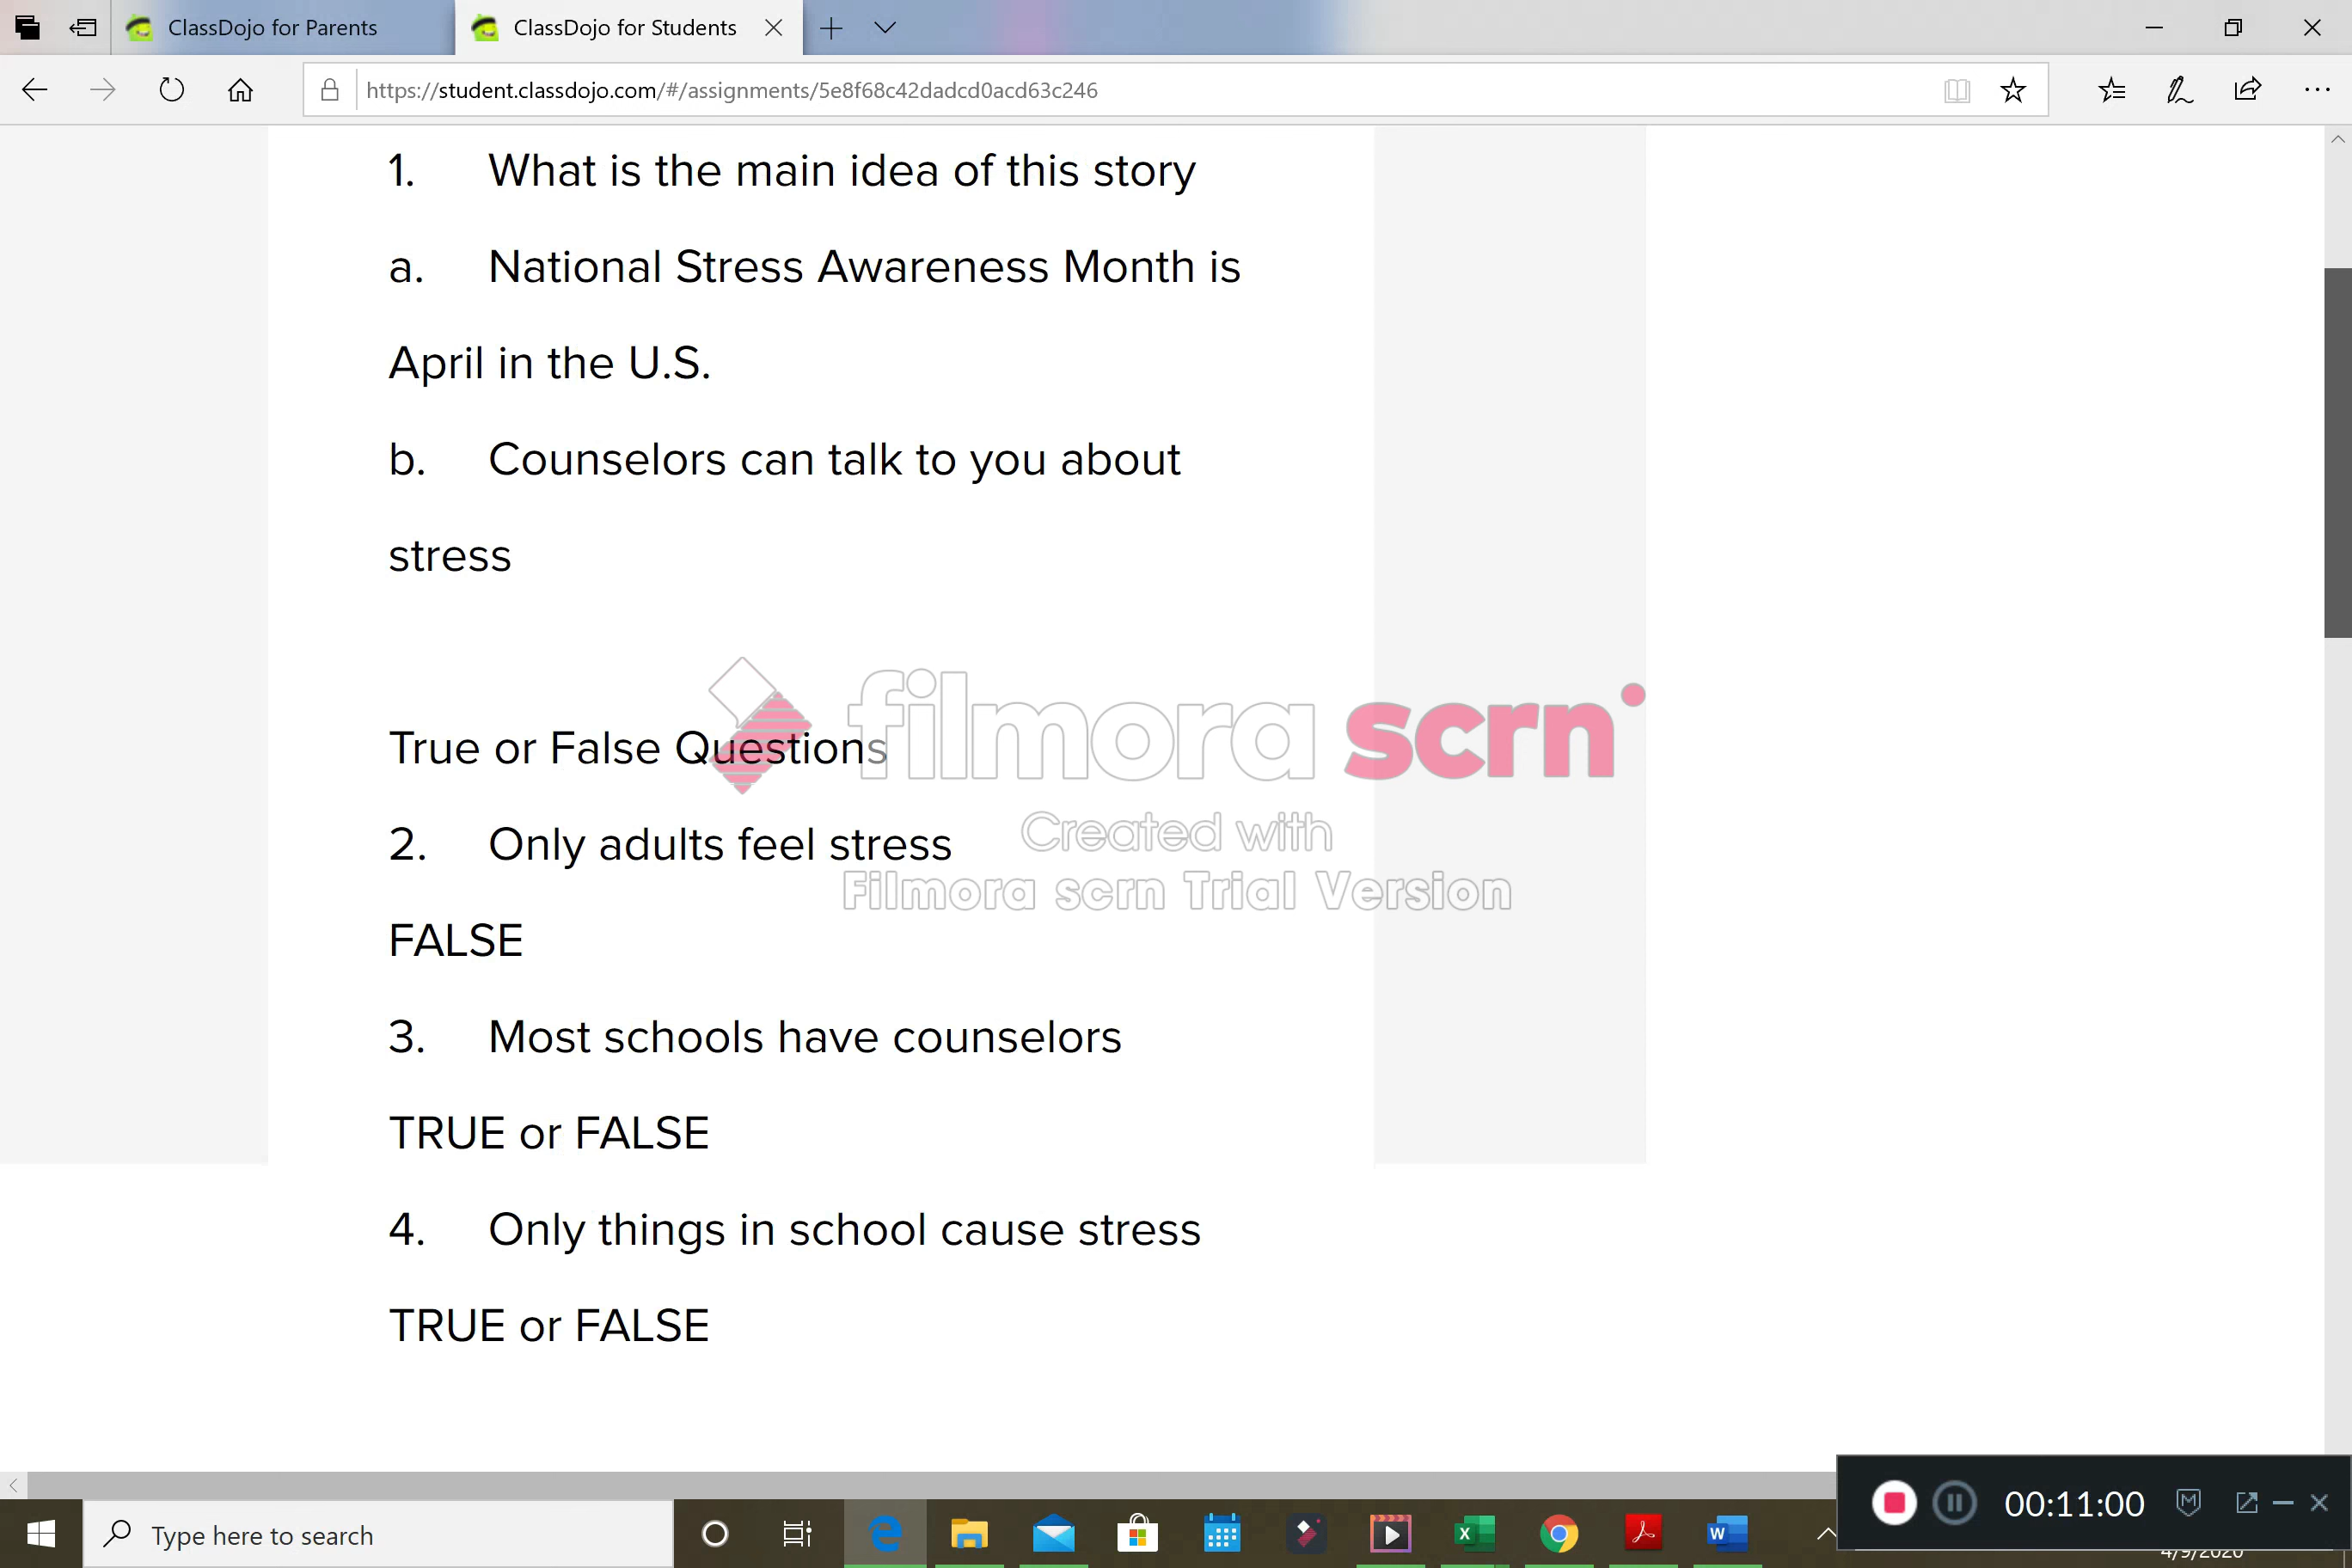 ClassDojo for Parents
ClassDojo for Students
https://student.classdojo.com/#/assignments/5e8f68c42dadcd0acd63c246
1. What is the main idea of this story
a. National Stress Awareness Month is
April in the U.S.
b. Counselors can talk to you about
stress
filmora scrn
True or False Questions
Created with
2. Only adults feel stress
Filmora scrn Trial Version
FALSE
3. Most schools have counselors
TRUE or FALSE
4. Only things in school cause stress
TRUE or FALSE
00:11:00
Type here to search
4/9/2020